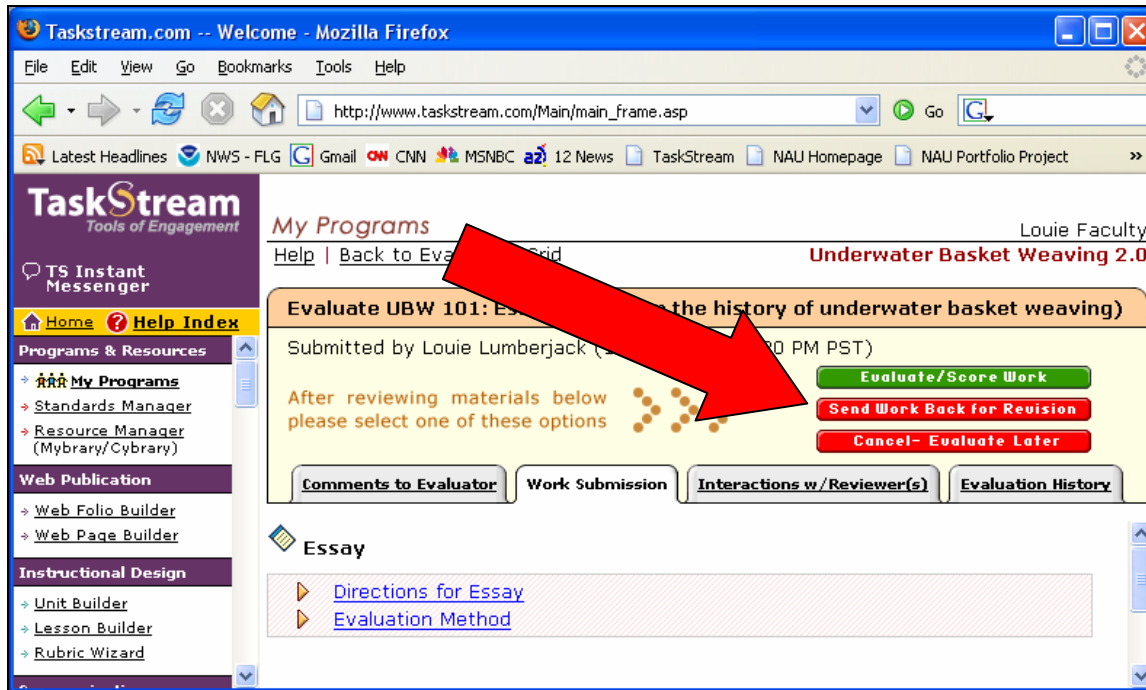 Taskstream.com -- Welcome - Mozilla Firefox
File Edit View Go Bookmarks Tools Help
http://www.taskstream.com/Main/main_frame.asp Go G
Latest Headlines NWS - FLG Gmail CNN MSNBC 12 News TaskStream NAU Homepage NAU Portfolio Project »
TaskStream
Tools of Engagement
TS Instant
Messenger
Home Help Index
Programs & Resources
My Programs
Standards Manager
Resource Manager
(Mybrary/Cybrary)
Web Publication
Web Folio Builder
Web Page Builder
Instructional Design
Unit Builder
Lesson Builder
Rubric Wizard
My Programs
Louie Faculty
Help | Back to Grid
Underwater Basket Weaving 2.0
Evaluate UBW 101: the history of underwater basket weaving)
Submitted by Louie Lumberjack ( PM PST)
After reviewing materials below
please select one of these options
Evaluate/Score Work
Send Work Back for Revision
Cancel- Evaluate Later
Comments to Evaluator Work Submission Interactions w/Reviewer(s) Evaluation History
Essay
Directions for Essay
Evaluation Method